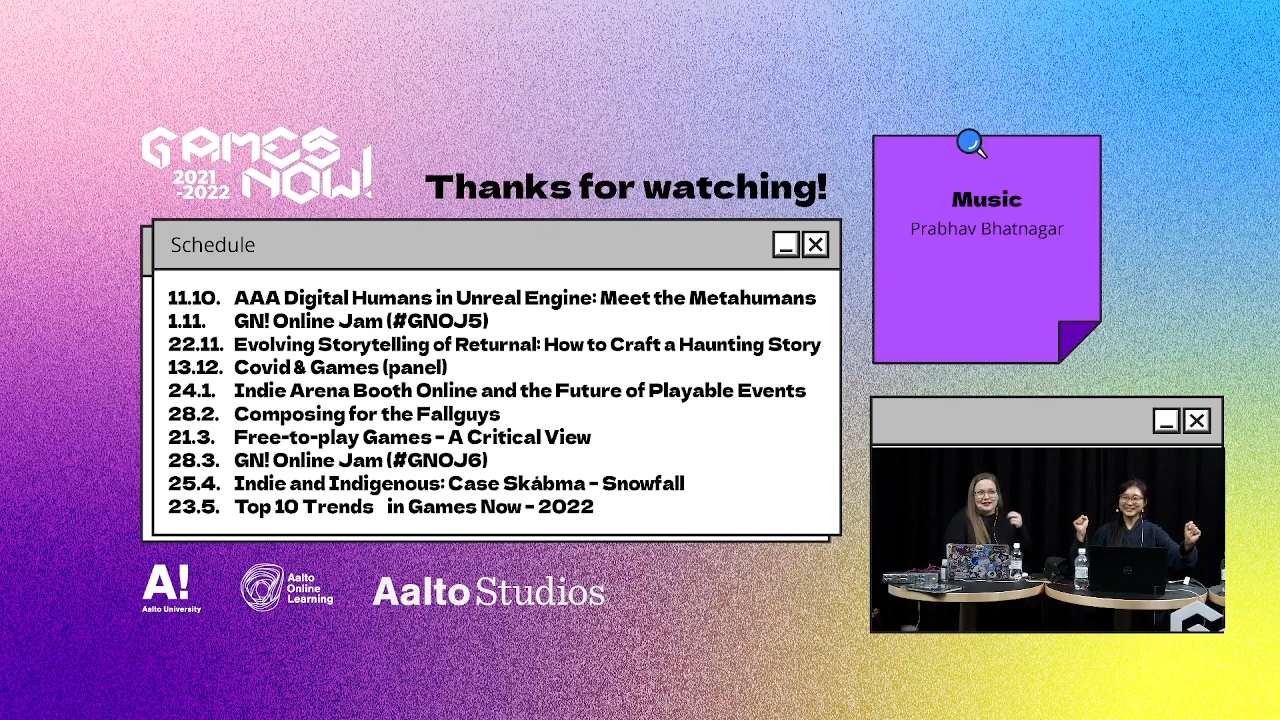 GAMES NOW!
2021
-2022
Thanks for watching!
Schedule
11.10. AAA Digital Humans in Unreal Engine: Meet the Metahumans
1.11. GN! Online Jam (#GNOJ5)
22.11. Evolving Storytelling of Returnal: How to Craft a Haunting Story
13.12. Covid & Games (panel)
24.1. Indie Arena Booth Online and the Future of Playable Events
28.2. Composing for the Fallguys
21.3. Free-to-play Games – A Critical View
28.3. GN! Online Jam (#GNOJ6)
25.4. Indie and Indigenous: Case Skábma – Snowfall
23.5. Top 10 Trends in Games Now – 2022
Music
Prabhav Bhatnagar
A!
Aalto University
Aalto
Online
Learning
Aalto Studios